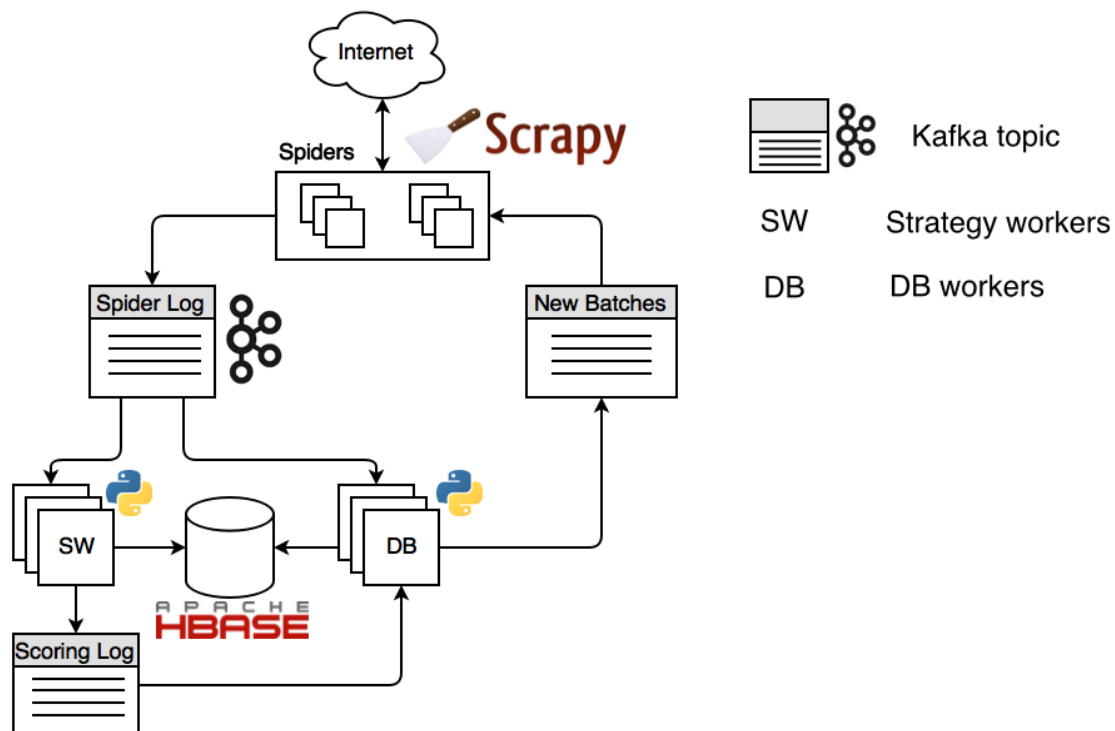 Internet
Scrapy
Spiders
Kafka topic
SW Strategy workers
DB DB workers
Spider Log
New Batches
SW
DB
APACHE
HBASE
Scoring Log